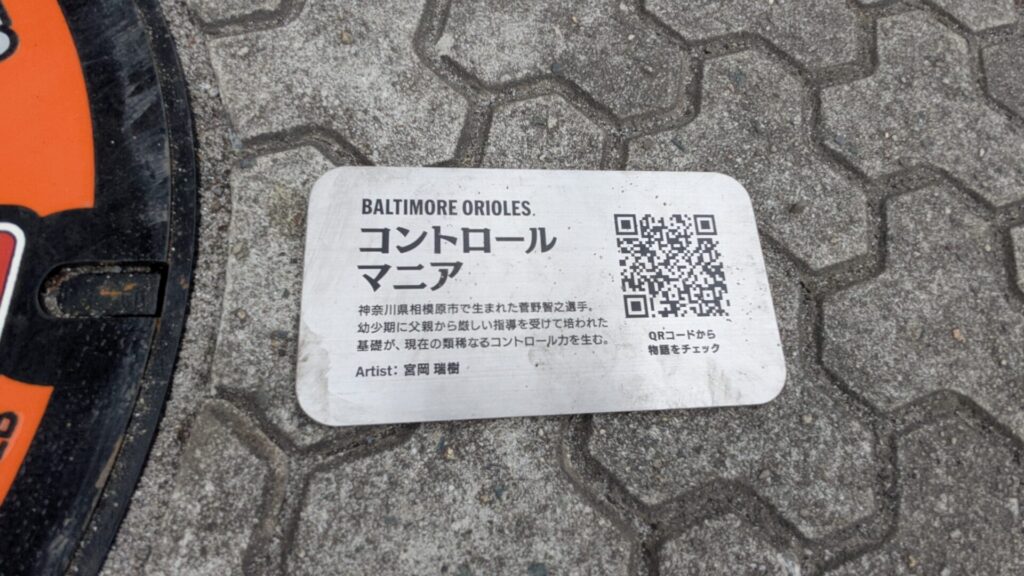 BALTIMORE ORIOLES.
コントロール
マニア
神奈川県相模原市で生まれた菅野智之選手。
幼少期に父親から厳しい指導を受けて培われた
基礎が、現在の類稀なるコントロール力を生む。
Artist: 宮岡 瑞樹
QRコードから
物語をチェック